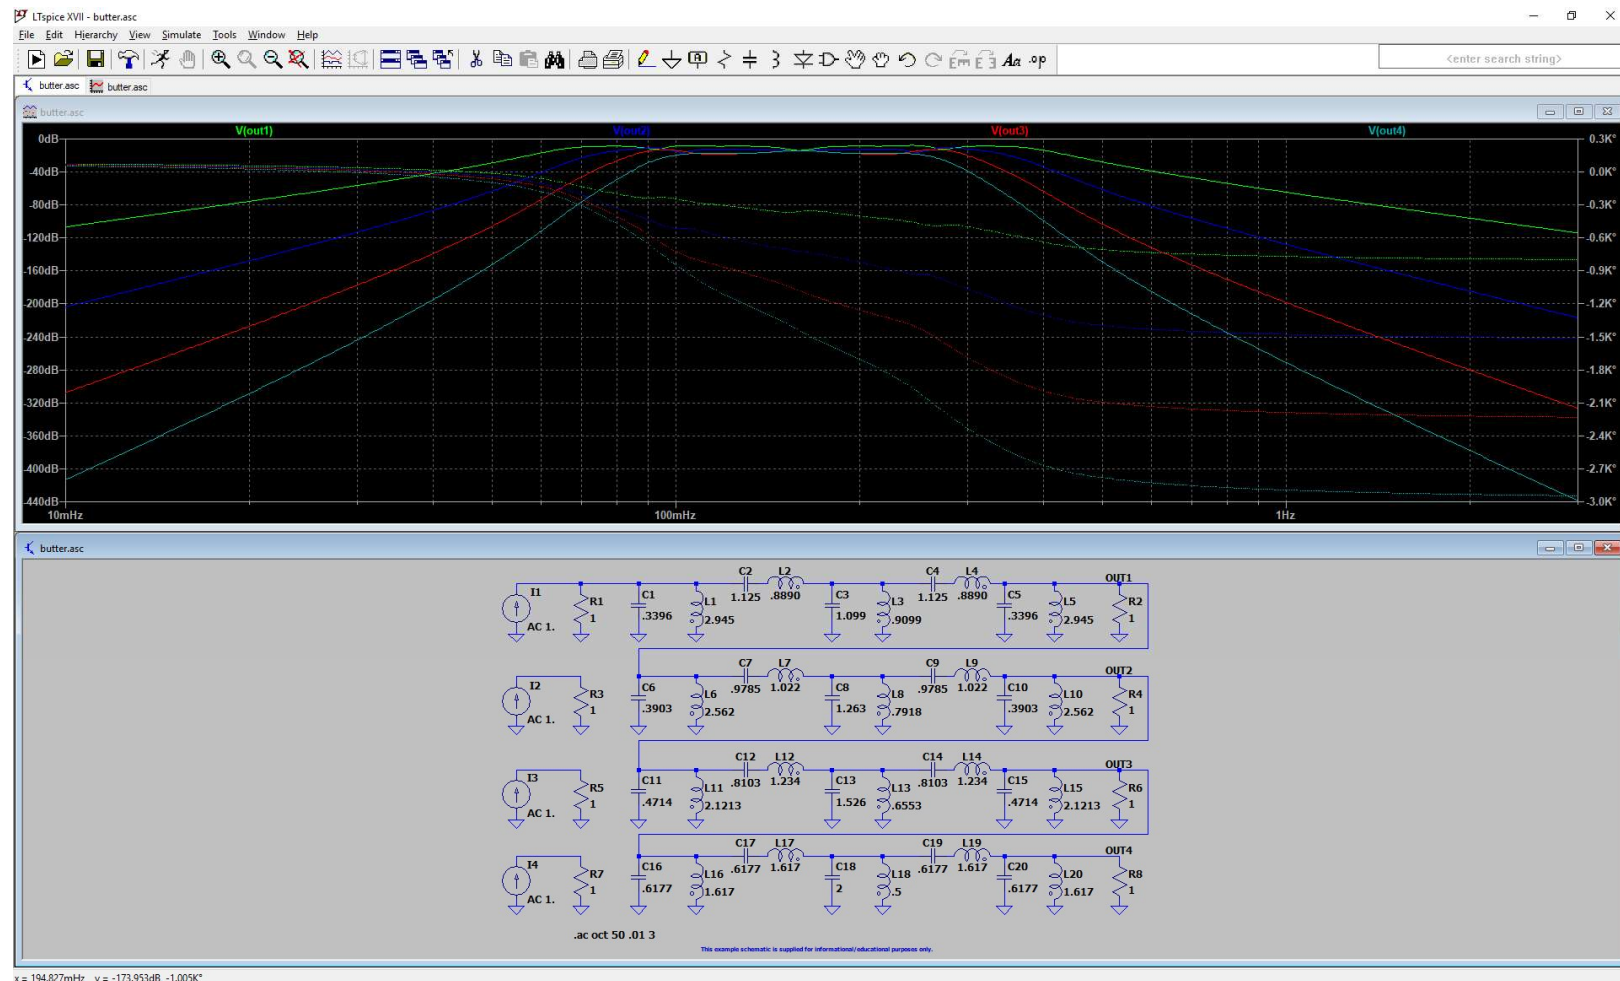 LTspice XVII - butter.asc
File Edit Hierarchy View Simulate Tools Window Help
<enter search string>
butter.asc butter.asc
butter.asc
V(out1) V(out2) V(out3) V(out4)
0dB 0.3K°
-40dB 0.0K°
-80dB -0.3K°
-120dB -0.6K°
-160dB -0.9K°
-200dB -1.2K°
-240dB -1.5K°
-280dB -1.8K°
-320dB -2.1K°
-360dB -2.4K°
-400dB -2.7K°
-440dB -3.0K°
10mHz 100mHz 1Hz
butter.asc
C2 L2 C4 L4 OUT1
I1 R1 C1 L1 1.125 .8890 C3 L3 1.125 .8890 C5 L5 R2
AC 1. 1 .3396 2.945 1.099 .9099 .3396 2.945 1
C7 L7 C9 L9 OUT2
I2 R3 C6 L6 .9785 1.022 C8 L8 .9785 1.022 C10 L10 R4
AC 1. 1 .3903 2.562 1.263 .7918 .3903 2.562 1
C12 L12 C14 L14 OUT3
I3 R5 C11 L11 .8103 1.234 C13 L13 .8103 1.234 C15 L15 R6
AC 1. 1 .4714 2.1213 1.526 .6553 .4714 2.1213 1
C17 L17 C19 L19 OUT4
I4 R7 C16 L16 .6177 1.617 C18 L18 .6177 1.617 C20 L20 R8
AC 1. 1 .6177 1.617 2 .5 .6177 1.617 1
.ac oct 50 .01 3
This example schematic is supplied for informational/educational purposes only.
x = 194.827mHz y = -173.953dB, -1.005K°